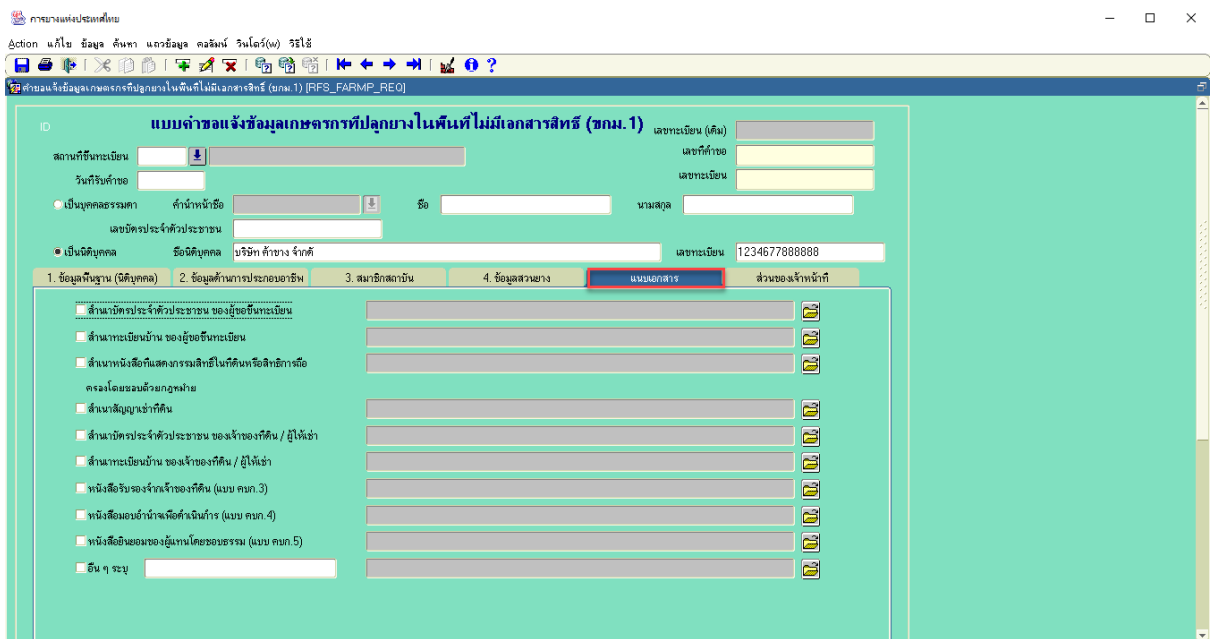 การยางแห่งประเทศไทย
Action แก้ไข ข้อมูล ค้นหา แถวข้อมูล คอลัมน์ วินโดว์(w) วิธีใช้
คำขอแจ้งข้อมูลเกษตรกรที่ปลูกยางในพื้นที่ไม่มีเอกสารสิทธิ์ (ขกม.1) [RFS_FARMP_REQ]
ID แบบคำขอแจ้งข้อมูลเกษตรกรที่ปลูกยางในพื้นที่ไม่มีเอกสารสิทธิ์ (ขกม.1) เลขทะเบียน (เดิม)
สถานที่ขึ้นทะเบียน เลขที่คำขอ
วันที่รับคำขอ เลขทะเบียน
เป็นบุคคลธรรมดา คำนำหน้าชื่อ ชื่อ นามสกุล
เลขบัตรประจำตัวประชาชน
เป็นนิติบุคคล ชื่อนิติบุคคล บริษัท ค้ายาง จำกัด เลขทะเบียน 1234677888888
1. ข้อมูลพื้นฐาน (นิติบุคคล) 2. ข้อมูลด้านการประกอบอาชีพ 3. สมาชิกสถาบัน 4. ข้อมูลสวนยาง แนบเอกสาร ส่วนของเจ้าหน้าที่
สำเนาบัตรประจำตัวประชาชน ของผู้ขอขึ้นทะเบียน
สำเนาทะเบียนบ้าน ของผู้ขอขึ้นทะเบียน
สำเนาหนังสือที่แสดงกรรมสิทธิ์ในที่ดินหรือสิทธิการถือ
ครองโดยชอบด้วยกฎหมาย
สำเนาสัญญาเช่าที่ดิน
สำเนาบัตรประจำตัวประชาชน ของเจ้าของที่ดิน / ผู้ให้เช่า
สำเนาทะเบียนบ้าน ของเจ้าของที่ดิน / ผู้ให้เช่า
หนังสือรับรองจากเจ้าของที่ดิน (แบบ คบก.3)
หนังสือมอบอำนาจเพื่อดำเนินการ (แบบ คบก.4)
หนังสือยินยอมของผู้แทนโดยชอบธรรม (แบบ คบก.5)
อื่น ๆ ระบุ